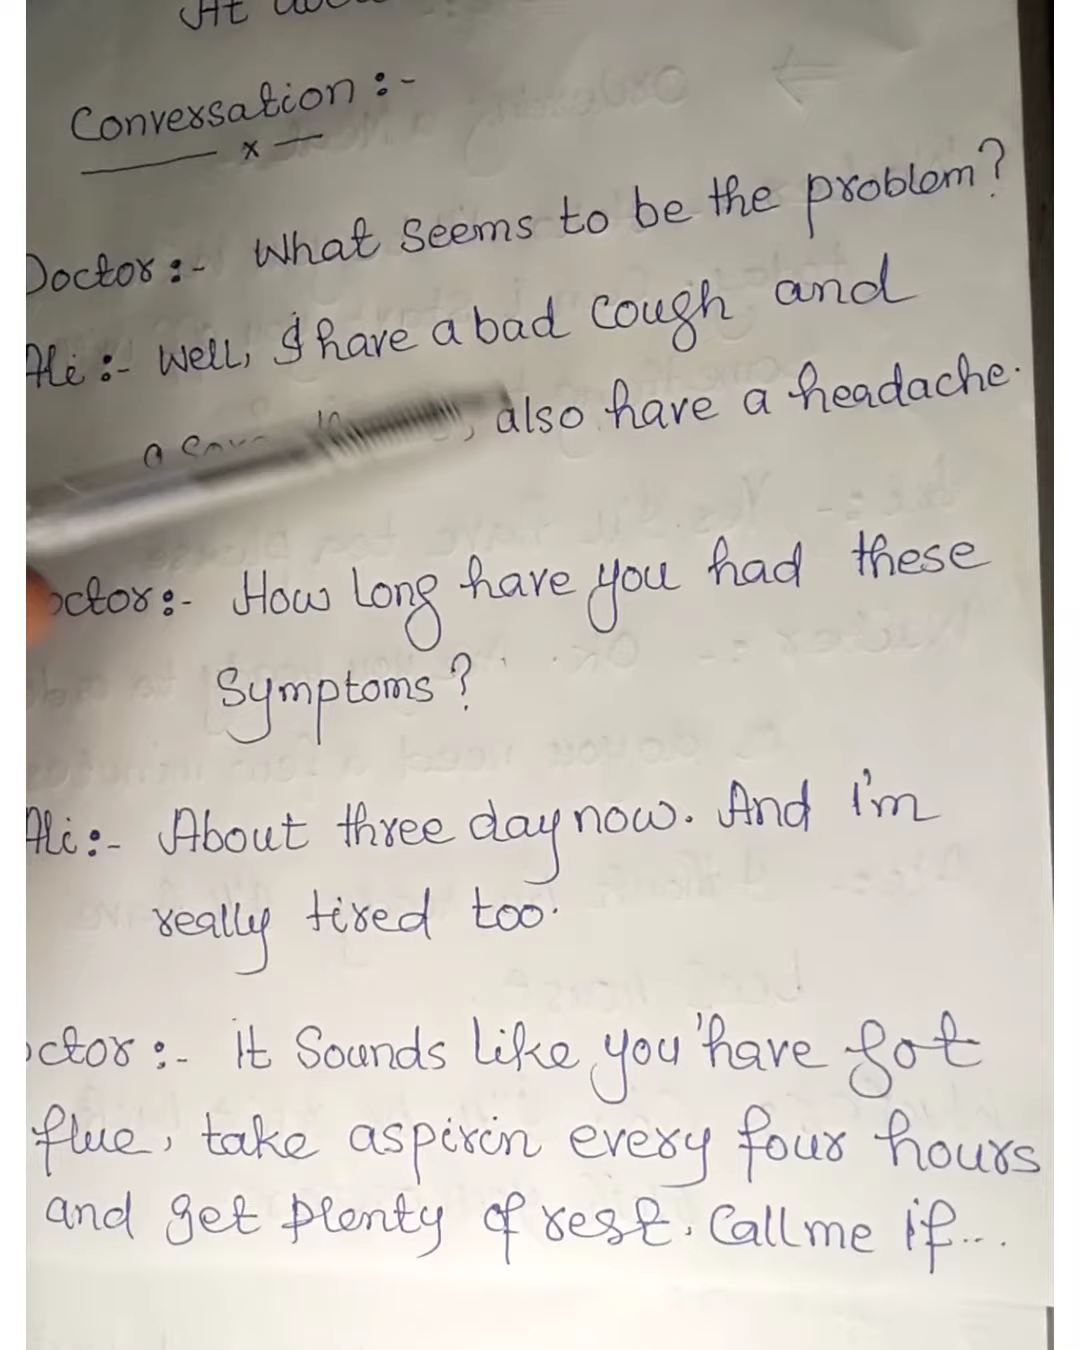 At
Conversation :-
x
Doctor :- What seems to be the problem?
Ali :- Well, I have a bad cough and
a also have a headache.
octor :- How long have you had these
Symptoms?
Ali :- About three day now. And I'm
really tired too.
ctor :- It Sounds like you'have got
flue, take aspirin every four hours
and get plenty of rest. Call me if...